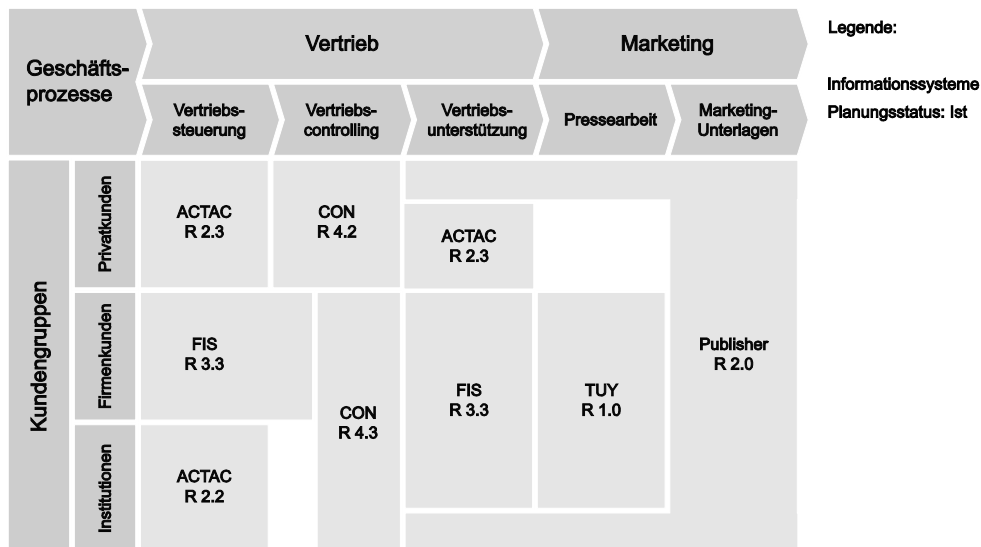 Vertrieb
Marketing
Legende:
Geschäfts-
prozesse
Informationssysteme
Planungsstatus: Ist
Vertriebs-
steuerung
Vertriebs-
controlling
Vertriebs-
unterstützung
Pressearbeit
Marketing-
Unterlagen
Kundengruppen
Privatkunden
ACTAC
R 2.3
CON
R 4.2
ACTAC
R 2.3
Firmenkunden
FIS
R 3.3
CON
R 4.3
FIS
R 3.3
TUY
R 1.0
Publisher
R 2.0
Institutionen
ACTAC
R 2.2